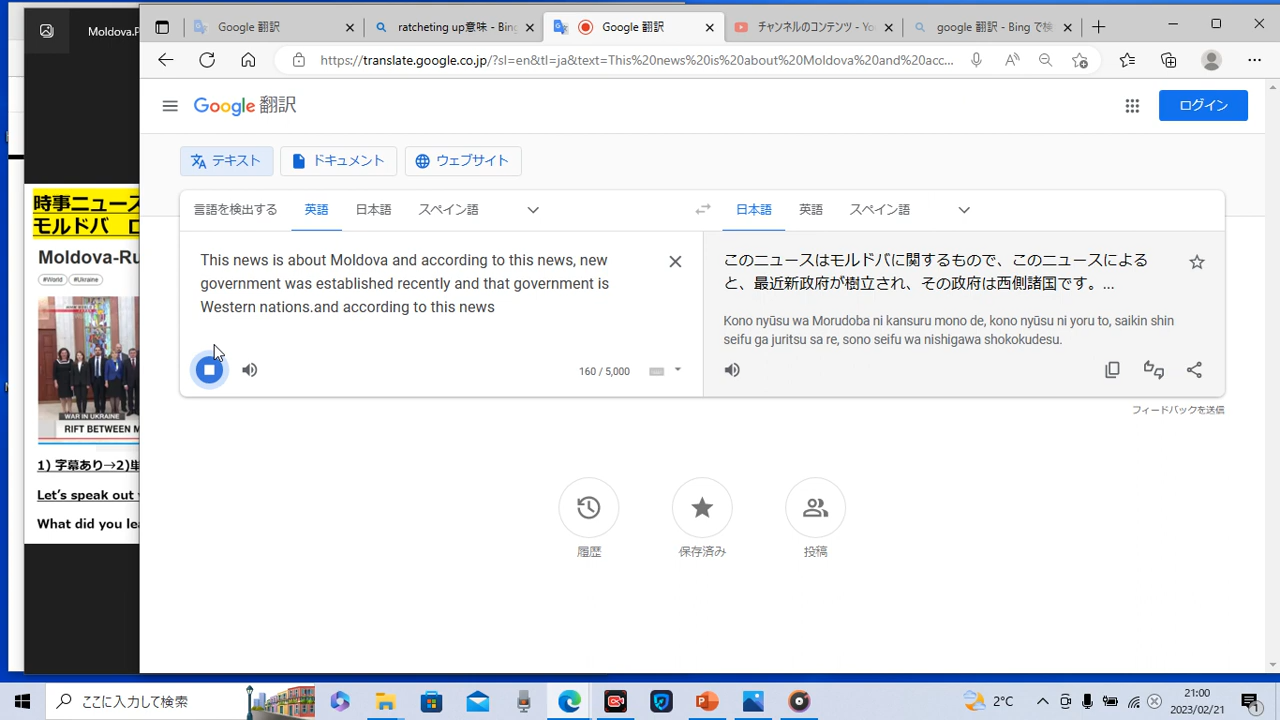 Moldova.P
Google 翻訳
ratcheting up意味 - Bing
Google 翻訳
チャンネルのコンテンツ - Yo
google 翻訳 - Bing で検
https://translate.google.co.jp/?sl=en&tl=ja&text=This%20news%20is%20about%20Moldova%20and%20acc...
Google 翻訳
ログイン
テキスト
ドキュメント
ウェブサイト
言語を検出する
英語
日本語
スペイン語
日本語
英語
スペイン語
This news is about Moldova and according to this news, new
government was established recently and that government is
Western nations.and according to this news
160 / 5,000
このニュースはモルドバに関するもので、このニュースによる
と、最近新政府が樹立され、その政府は西側諸国です。...
Kono nyūsu wa Morudoba ni kansuru mono de, kono nyūsu ni yoru to, saikin shin
seifu ga juritsu sa re, sono seifu wa nishigawa shokokudesu.
フィードバックを送信
履歴
保存済み
投稿
時事ニュース
モルドバ
Moldova-Ru
#World
#Ukraine
WAR IN UKRAINE
RIFT BETWEEN M
1) 字幕あり→2)単
Let's speak out
What did you lea
ここに入力して検索
2°C
21:00
2023/02/21
1